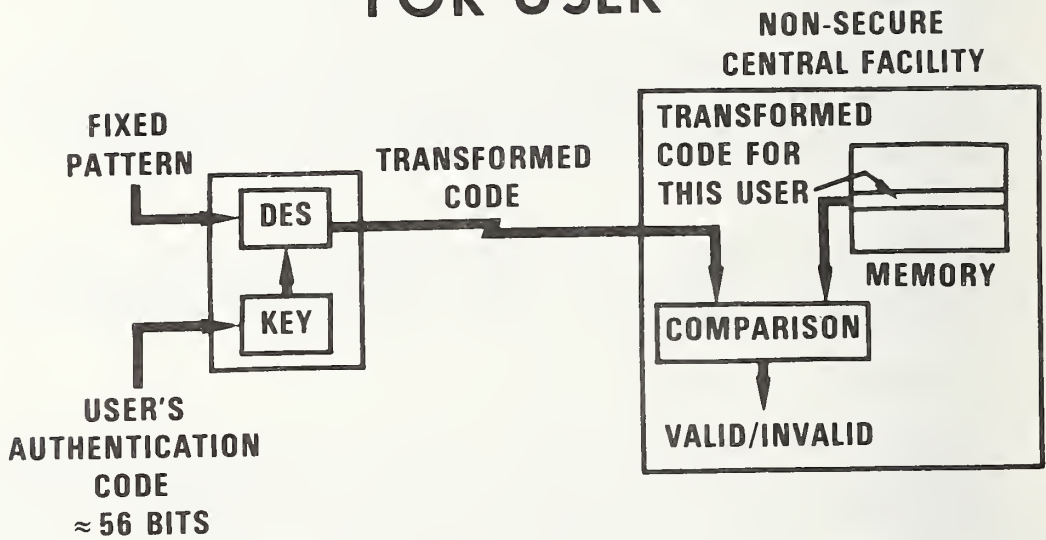 FOR USER
NON-SECURE
CENTRAL FACILITY
FIXED
PATTERN
TRANSFORMED
CODE
TRANSFORMED
CODE FOR
THIS USER
DES
MEMORY
KEY
COMPARISON
USER'S
AUTHENTICATION
CODE
≈ 56 BITS
VALID/INVALID